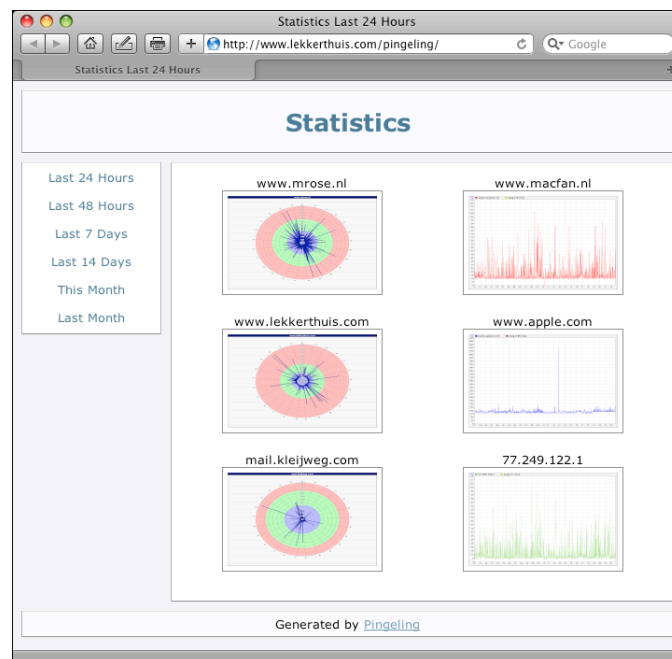 Statistics Last 24 Hours
http://www.lekkerthuis.com/pingeling/
Google
Statistics Last 24 Hours
Statistics
Last 24 Hours
Last 48 Hours
Last 7 Days
Last 14 Days
This Month
Last Month
www.mrose.nl
www.macfan.nl
www.lekkerthuis.com
www.apple.com
mail.kleijweg.com
77.249.122.1
Generated by Pingeling